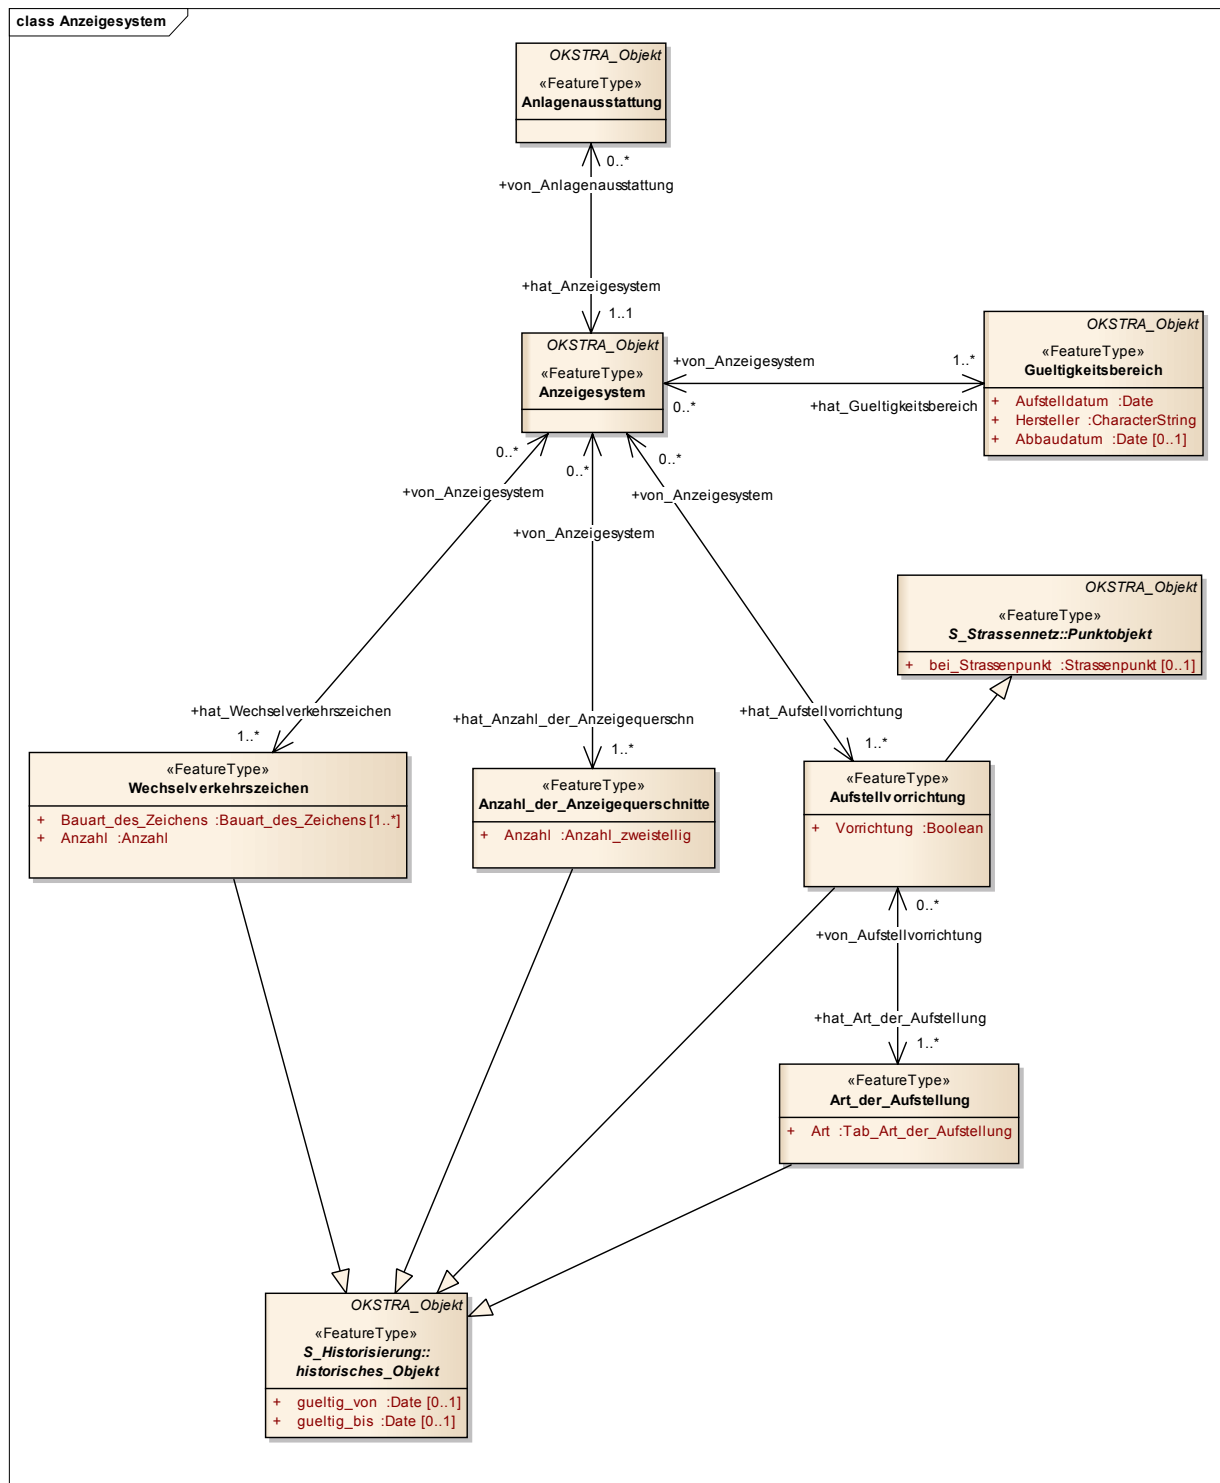 class Anzeigesystem
OKSTRA_Objekt
«FeatureType»
Anlagenausstattung
0..*
+von_Anlagenausstattung
+hat_Anzeigesystem
1..1
OKSTRA_Objekt
«FeatureType»
Anzeigesystem
+von_Anzeigesystem
0..*
1..*
+hat_Gueltigkeitsbereich
OKSTRA_Objekt
«FeatureType»
Gueltigkeitsbereich
+ Aufstelldatum :Date
+ Hersteller :CharacterString
+ Abbaudatum :Date [0..1]
0..*
+von_Anzeigesystem
0..*
+von_Anzeigesystem
0..*
+von_Anzeigesystem
OKSTRA_Objekt
«FeatureType»
S_Strassennetz::Punktobjekt
+ bei_Strassenpunkt :Strassenpunkt [0..1]
+hat_Wechselverkehrszeichen
1..*
+hat_Anzahl_der_Anzeigequerschn
1..*
+hat_Aufstellvorrichtung
1..*
«FeatureType»
Wechselverkehrszeichen
+ Bauart_des_Zeichens :Bauart_des_Zeichens [1..*]
+ Anzahl :Anzahl
«FeatureType»
Anzahl_der_Anzeigequerschnitte
+ Anzahl :Anzahl_zweistellig
«FeatureType»
Aufstellvorrichtung
+ Vorrichtung :Boolean
0..*
+von_Aufstellvorrichtung
+hat_Art_der_Aufstellung
1..*
«FeatureType»
Art_der_Aufstellung
+ Art :Tab_Art_der_Aufstellung
OKSTRA_Objekt
«FeatureType»
S_Historisierung::
historisches_Objekt
+ gueltig_von :Date [0..1]
+ gueltig_bis :Date [0..1]